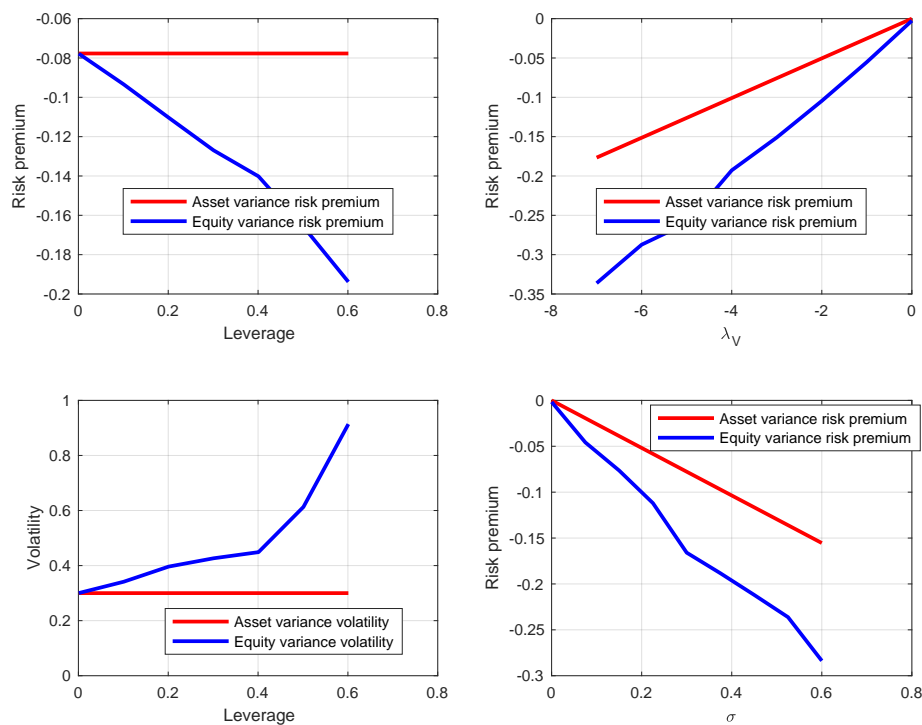 -0.06
-0.08
-0.1
-0.12
-0.14
-0.16
-0.18
-0.2
Risk premium
Asset variance risk premium
Equity variance risk premium
0 0.2 0.4 0.6 0.8
Leverage
0
-0.05
-0.1
-0.15
-0.2
-0.25
-0.3
-0.35
Risk premium
Asset variance risk premium
Equity variance risk premium
-8 -6 -4 -2 0
λV
1
0.8
0.6
0.4
0.2
0
Volatility
Asset variance volatility
Equity variance volatility
0 0.2 0.4 0.6 0.8
Leverage
0
-0.05
-0.1
-0.15
-0.2
-0.25
-0.3
Risk premium
Asset variance risk premium
Equity variance risk premium
0 0.2 0.4 0.6 0.8
σ